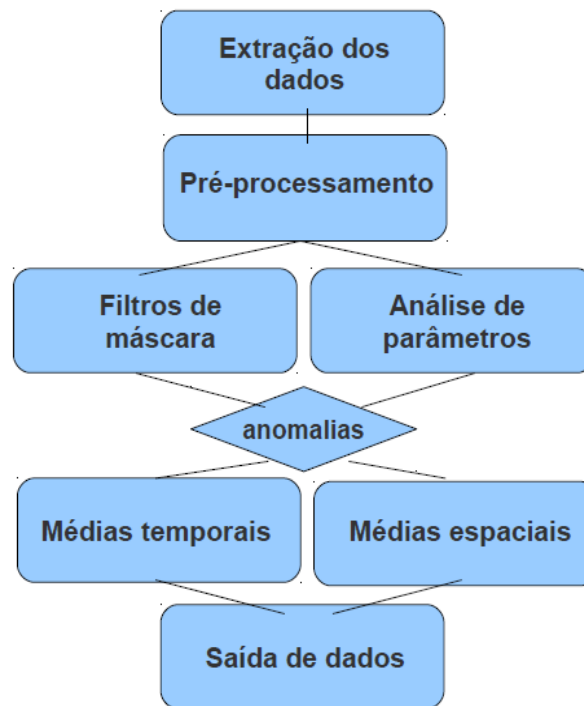 Extração dos
dados
Pré-processamento
Filtros de
máscara
Análise de
parâmetros
anomalias
Médias temporais
Médias espaciais
Saída de dados